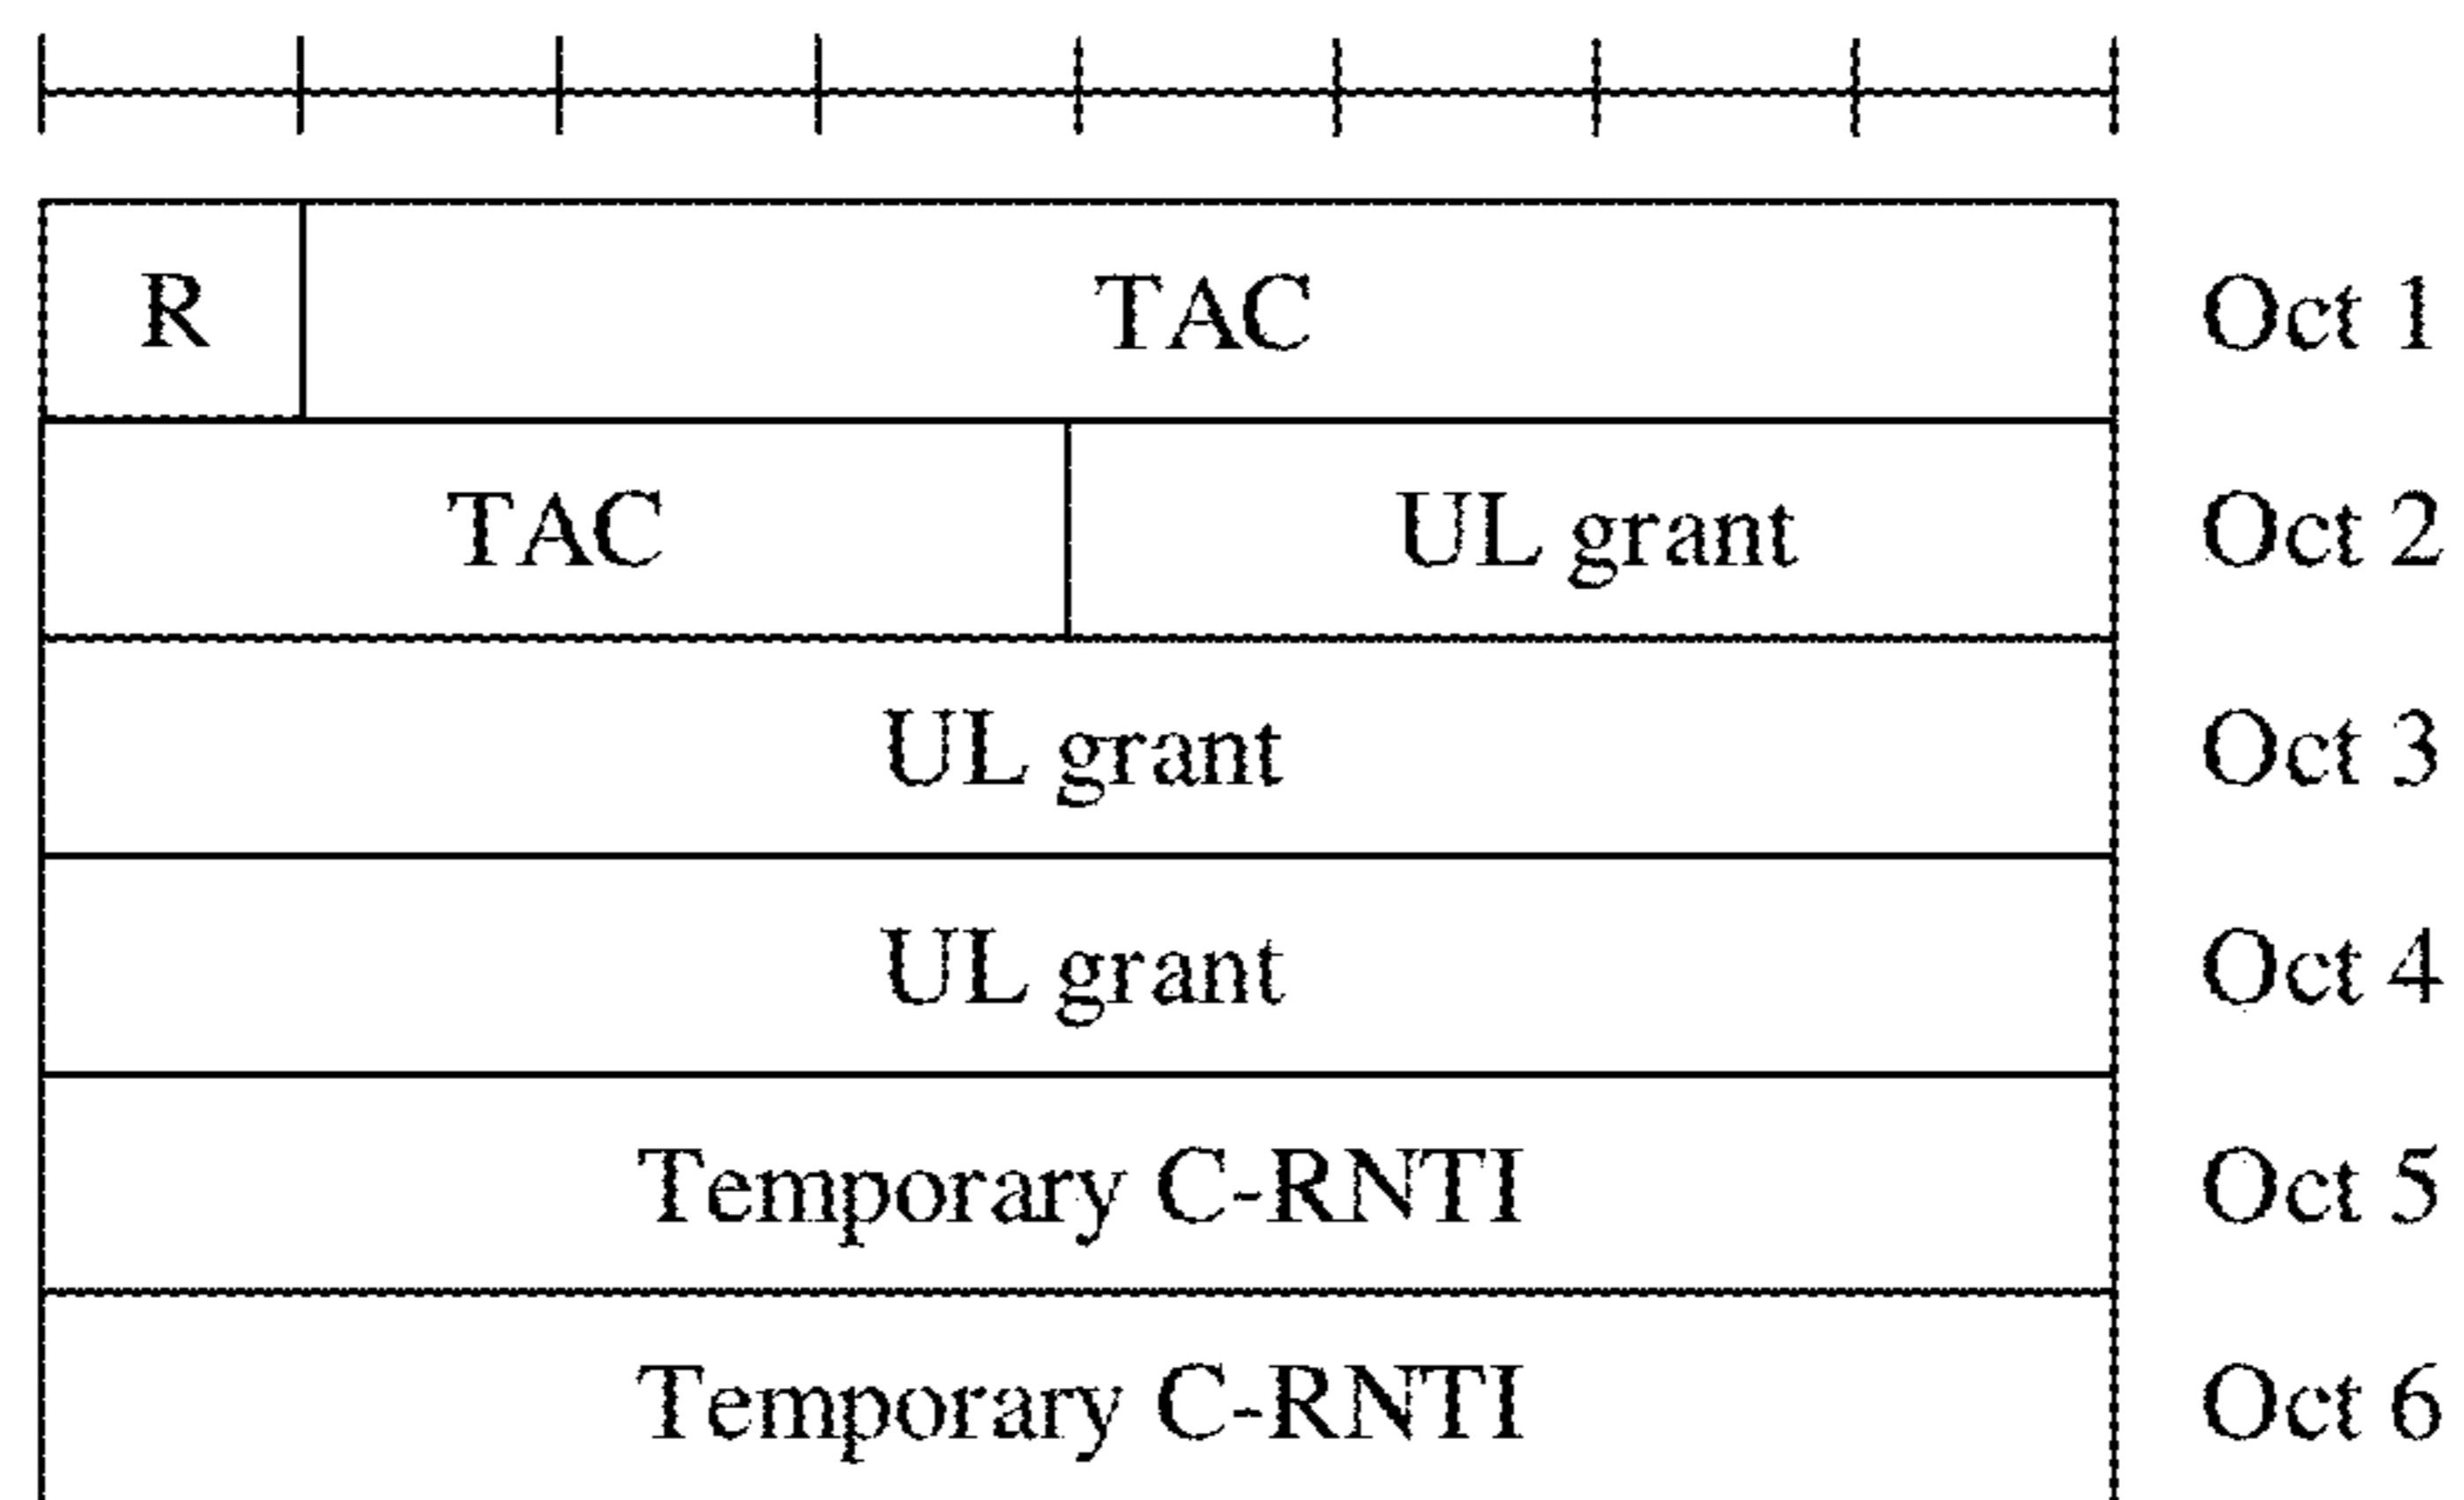 R TAC Oct 1
TAC UL grant Oct 2
UL grant Oct 3
UL grant Oct 4
Temporary C-RNTI Oct 5
Temporary C-RNTI Oct 6